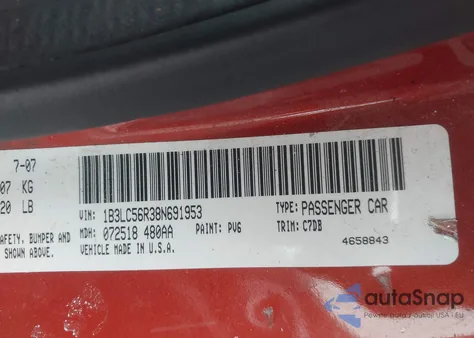 7-07
07 KG
20 LB
VIN: 1B3LC56R38N691953
TYPE: PASSENGER CAR
MDH: 072518 480AA
PAINT: PV6
TRIM: C7DB
AFETY, BUMPER AND
VEHICLE MADE IN U.S.A.
4658843
SHOWN ABOVE.
autoSnap